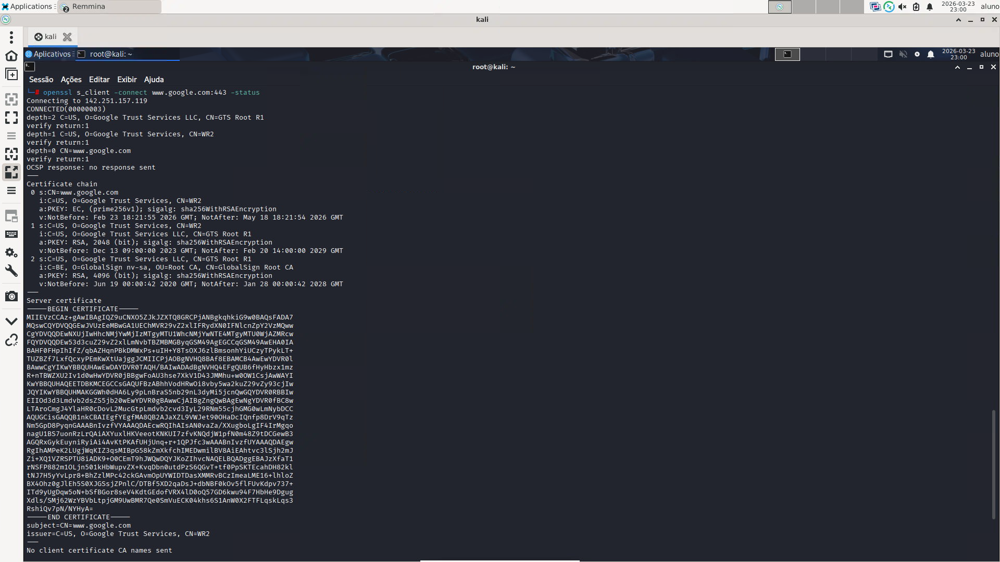 Applications
Remmina
2026-03-23
23:00
aluno
kali
kali
Aplicativos
root@kali: ~
2026-03-23
23:00
aluno
root@kali: ~
Sessão Ações Editar Exibir Ajuda
└─# openssl s_client -connect www.google.com:443 -status
Connecting to 142.251.157.119
CONNECTED(00000003)
depth=2 C=US, O=Google Trust Services LLC, CN=GTS Root R1
verify return:1
depth=1 C=US, O=Google Trust Services, CN=WR2
verify return:1
depth=0 CN=www.google.com
verify return:1
OCSP response: no response sent
---
Certificate chain
0 s:CN=www.google.com
i:C=US, O=Google Trust Services, CN=WR2
a:PKEY: EC, (prime256v1); sigalg: sha256WithRSAEncryption
v:NotBefore: Feb 23 18:21:55 2026 GMT; NotAfter: May 18 18:21:54 2026 GMT
1 s:C=US, O=Google Trust Services, CN=WR2
i:C=US, O=Google Trust Services LLC, CN=GTS Root R1
a:PKEY: RSA, 2048 (bit); sigalg: sha256WithRSAEncryption
v:NotBefore: Dec 13 09:00:00 2023 GMT; NotAfter: Feb 20 14:00:00 2029 GMT
2 s:C=US, O=Google Trust Services LLC, CN=GTS Root R1
i:C=BE, O=GlobalSign nv-sa, OU=Root CA, CN=GlobalSign Root CA
a:PKEY: RSA, 4096 (bit); sigalg: sha256WithRSAEncryption
v:NotBefore: Jun 19 00:00:42 2020 GMT; NotAfter: Jan 28 00:00:42 2028 GMT
---
Server certificate
-----BEGIN CERTIFICATE-----
MIIEVzCCAz+gAwIBAgIQZ9uCNXO5ZJkJZXTQ8GRCPjANBgkqhkiG9w0BAQsFADA7
MQswCQYDVQQGEwJVUzEeMBwGA1UEChMVR29vZ2xlIFRydXN0IFNlcnZpY2VzMQww
CgYDVQQDEwNXUjIwHhcNMjYwMjIzMTgyMTU1WhcNMjYwNTE4MTgyMTU0WjAZMRcw
FQYDVQQDEw53d3cuZ29vZ2xlLmNvbTBZMBMGByqGSM49AgEGCCqGSM49AwEHA0IA
BAHF0FHpIhIfZ/qbAZHqnPBkDMWxPs+uIH+Y8TsOXJ6zlBmsonhYiUCzyTPykLT+
TUZBZf7LxfQcxyPEmKwXtUajggJCMIICPjAOBgNVHQ8BAf8EBAMCB4AwEwYDVR0l
BAwwCgYIKwYBBQUHAwEwDAYDVR0TAQH/BAIwADAdBgNVHQ4EFgQUB6fHyHbzx1mz
R+nTBWZXU2Iv1d0wHwYDVR0jBBgwFoAU3hse7XkV1D43JMMhu+w0OW1CsjAwWAYI
KwYBBQUHAQEETDBKMCEGCCsGAQUFBzABhhVodHRwOi8vby5wa2kuZ29vZy93cjIw
JQYIKwYBBQUHMAKGGWh0dHA6Ly9pLnBraS5nb29nL3dyMi5jcnQwGQYDVR0RBBIw
EIIOd3d3Lmdvb2dsZS5jb20wEwYDVR0gBAwwCjAIBgZngQwBAgEwNgYDVR0fBC8w
LTAroCmgJ4YlaHR0cDovL2MucGtpLmdvb2cvd3IyL29RNm55cjhGMG0wLmNybDCC
AQUGCisGAQQB1nkCBAIEgfYEgfMA8QB2AJaXZL9VWJet90OHaDcIQnfp8DrV9qTz
Nm5GpD8PyqnGAAABnIvzfVYAAAQDAEcwRQIhAIsAN0vaZa/XXugboLgIF4IrMgqo
nagU1BS7uonRzLrQAiAXYuxlHKVeeotKNKUI7zfvKNQdjW1pfN0m48Z9tDCGewB3
AGQRxGykEuyniRyiAi4AvKtPKAfUHjUnq+r+1QPJfc3wAAABnIvzfUYAAAQDAEgw
RgIhAMPeK2LUgjWqKIZ3qsMIBpG58kZmXkfchIMEDwmilBV8AiEAhtvc3lSjh2mJ
Zi+XQ1VZRSPTU8iADK9+O0CEmT9hJWQwDQYJKoZIhvcNAQELBQADggEBAJzXfaT1
rNSFP882m1OLjn501kHbWupvZX+KvqDbn0utdPzS6QGvT+tf0PpSKTEcahDH82kl
tNJ7H5yYvLpr8+BhZzlMPc42ckGAvmOpUYWIDTDasXMMRvBCzImeaLME16+lhloZ
BX4Ohz0gJlEh5S0XJGSsjZPnlC/DTBf5XD2qaDsJ+dbNBF0kOv5flFUvKdpv737+
ITd9yUgDqw5oN+bSfBGor8seV4KdtGEdofVRX4lD0oQ57GD6kwu94F7HbHe9Dgug
Xdls/SMj62WzYBVbLtpjGM9UwBMR7Qe0SmVuECK04khs6S1AnW0X2FTFLqskLqs3
RshiQv7pN/NYHyA=
-----END CERTIFICATE-----
subject=CN=www.google.com
issuer=C=US, O=Google Trust Services, CN=WR2
---
No client certificate CA names sent